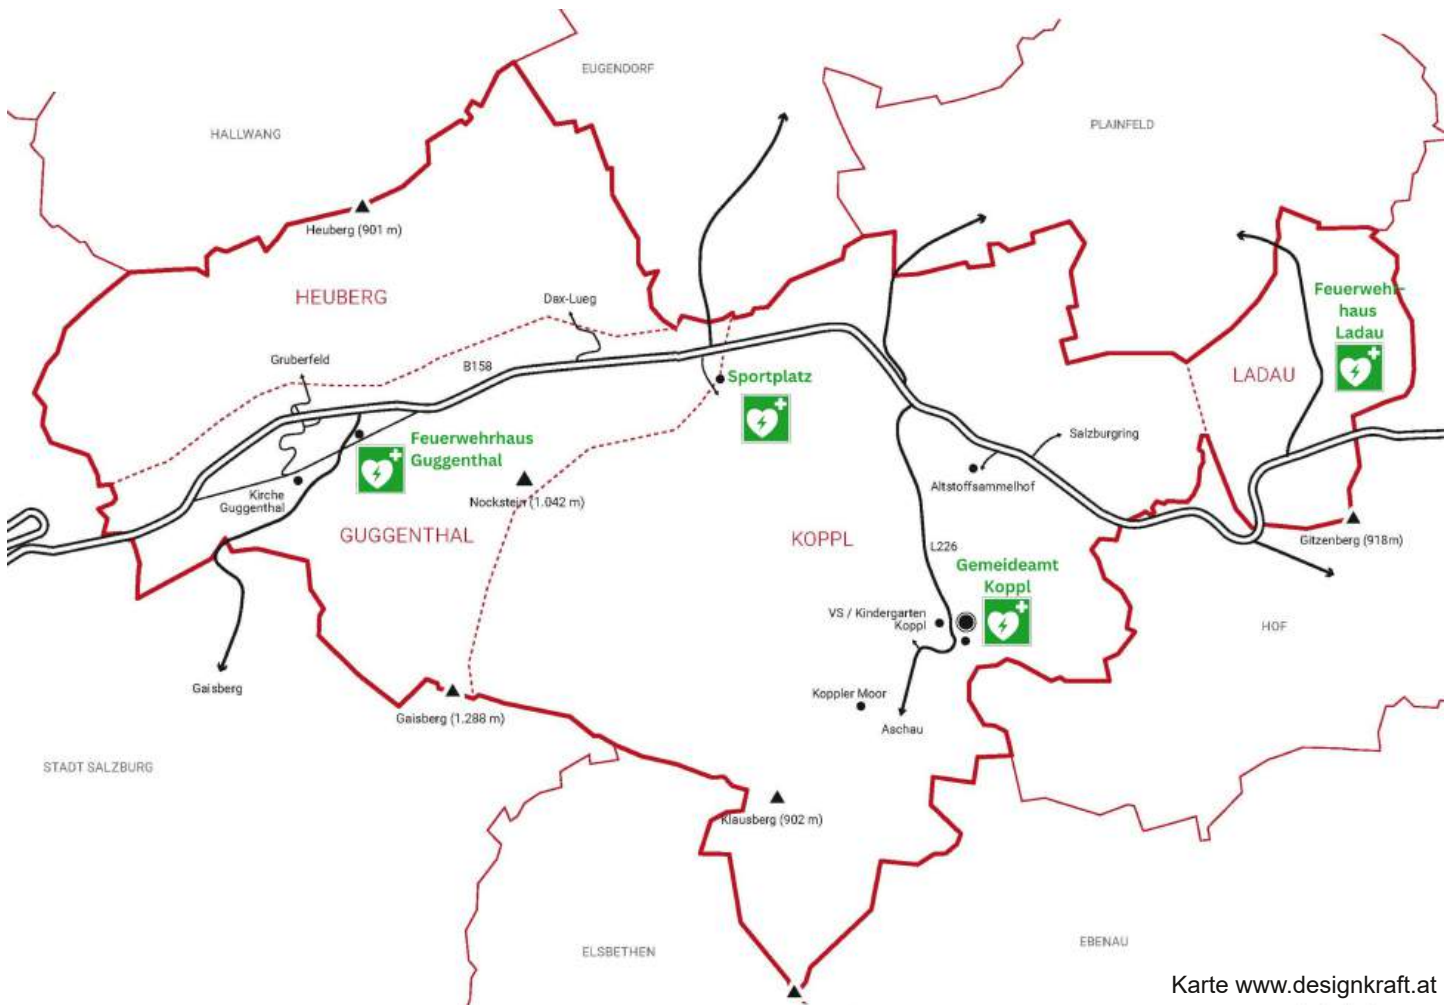 EUGENDORF
HALLWANG
PLAINFELD
Heuberg (901 m)
HEUBERG
Dax-Lueg
Gruberfeld
B158
Feuerwehr-
haus
Ladau
LADAU
Sportplatz
Feuerwehrhaus
Guggenthal
Salzburgring
Kirche
Guggenthal
Nockstein (1.042 m)
Altstoffsammelhof
GUGGENTHAL
KOPPL
L226
Gitzenberg (918m)
Gemeideamt
Koppl
VS / Kindergarten
Koppl
HOF
Gaisberg
Koppler Moor
Gaisberg (1.288 m)
Aschau
STADT SALZBURG
Klausberg (902 m)
ELSBETHEN
EBENAU
Karte www.designkraft.at